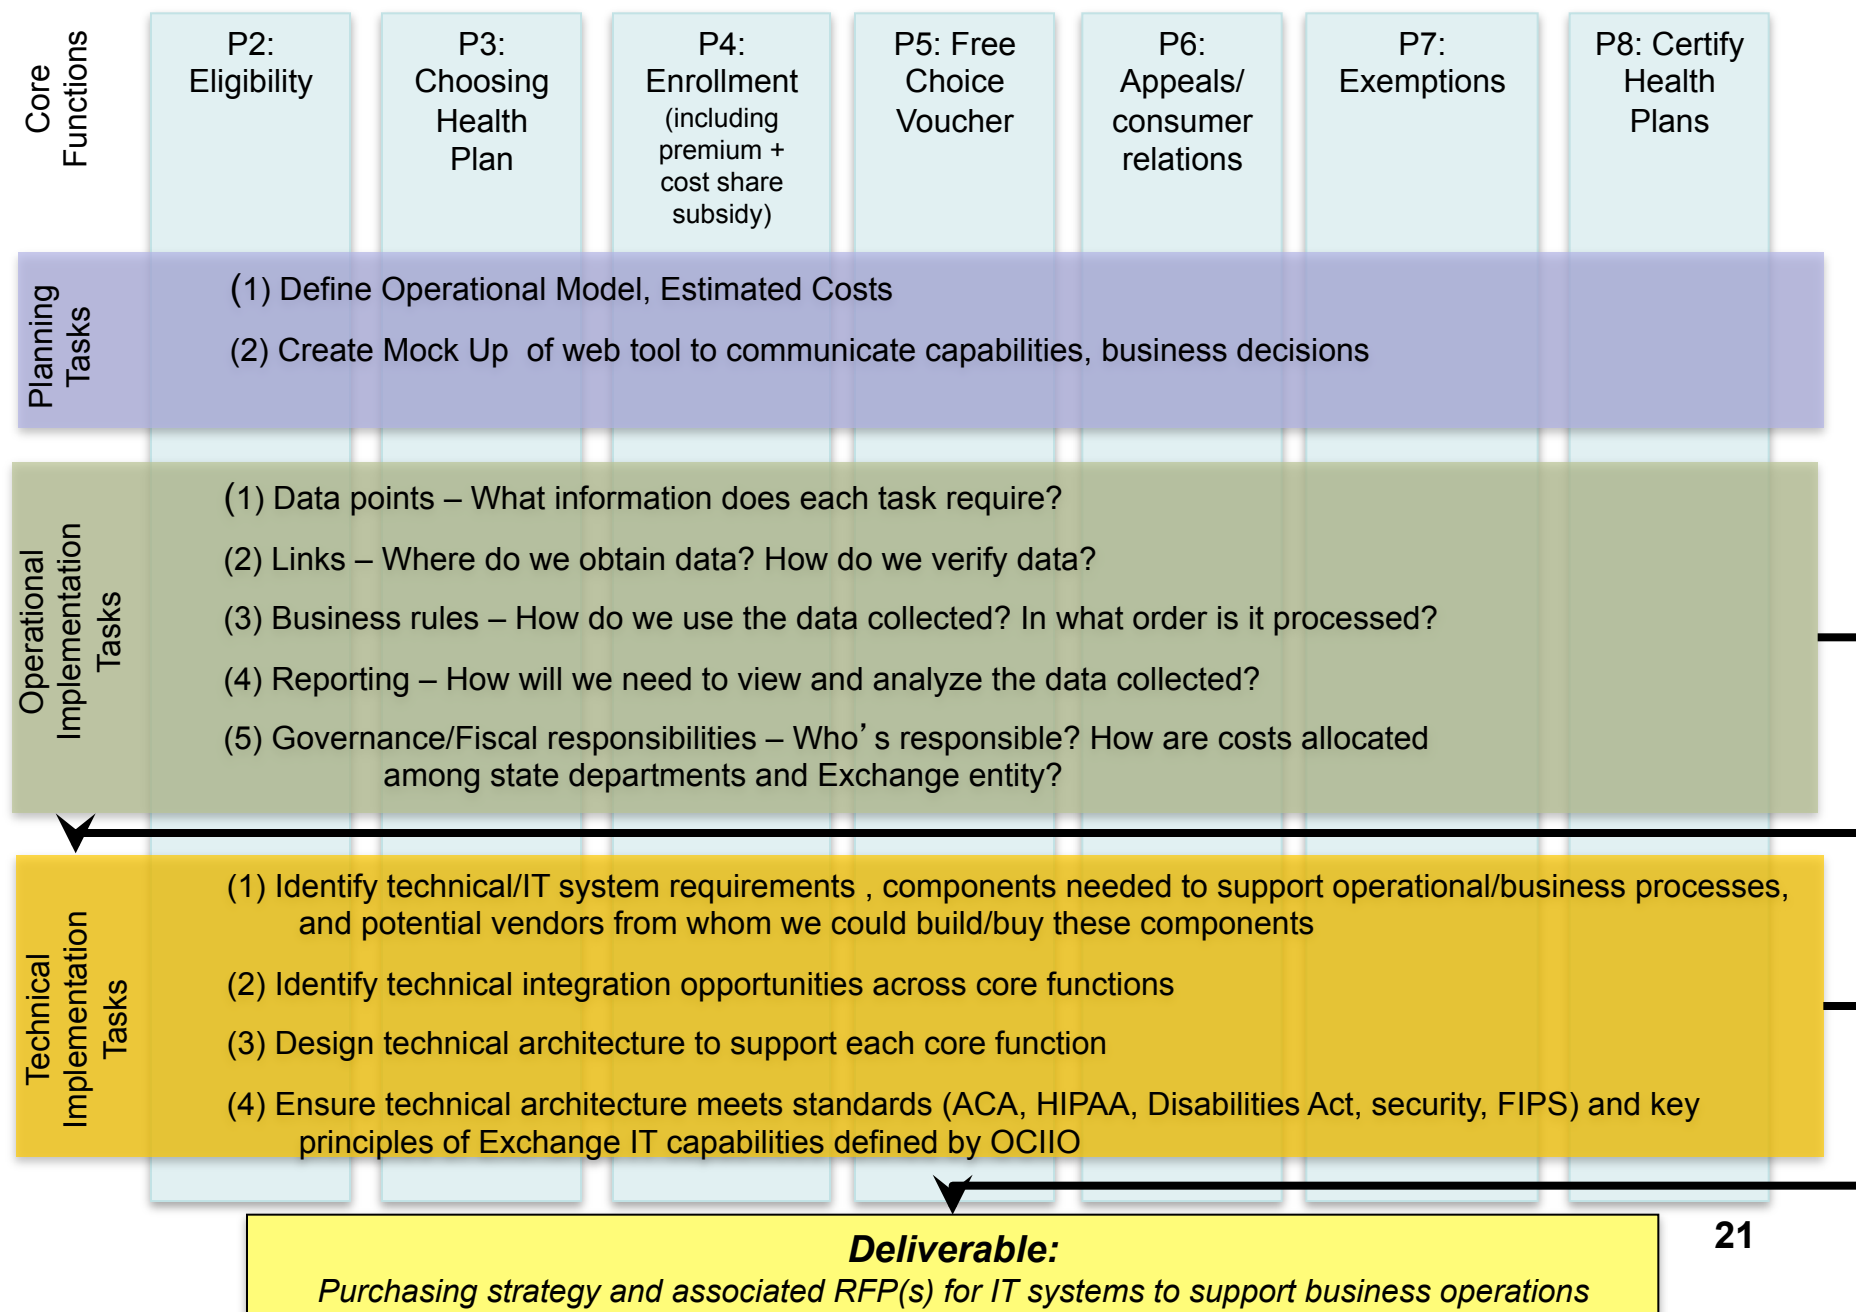 Core
Functions
P2:
Eligibility
P3:
Choosing
Health
Plan
P4:
Enrollment
(including
premium +
cost share
subsidy)
P5: Free
Choice
Voucher
P6:
Appeals/
consumer
relations
P7:
Exemptions
P8: Certify
Health
Plans
Planning
Tasks
(1) Define Operational Model, Estimated Costs
(2) Create Mock Up  of web tool to communicate capabilities, business decisions
Operational
Implementation
Tasks
(1) Data points – What information does each task require?
(2) Links – Where do we obtain data? How do we verify data?
(3) Business rules – How do we use the data collected? In what order is it processed?
(4) Reporting – How will we need to view and analyze the data collected?
(5) Governance/Fiscal responsibilities – Who’s responsible? How are costs allocated
among state departments and Exchange entity?
Technical
Implementation
Tasks
(1) Identify technical/IT system requirements , components needed to support operational/business processes,
and potential vendors from whom we could build/buy these components
(2) Identify technical integration opportunities across core functions
(3) Design technical architecture to support each core function
(4) Ensure technical architecture meets standards (ACA, HIPAA, Disabilities Act, security, FIPS) and key
principles of Exchange IT capabilities defined by OCIIO
21
Deliverable:
Purchasing strategy and associated RFP(s) for IT systems to support business operations